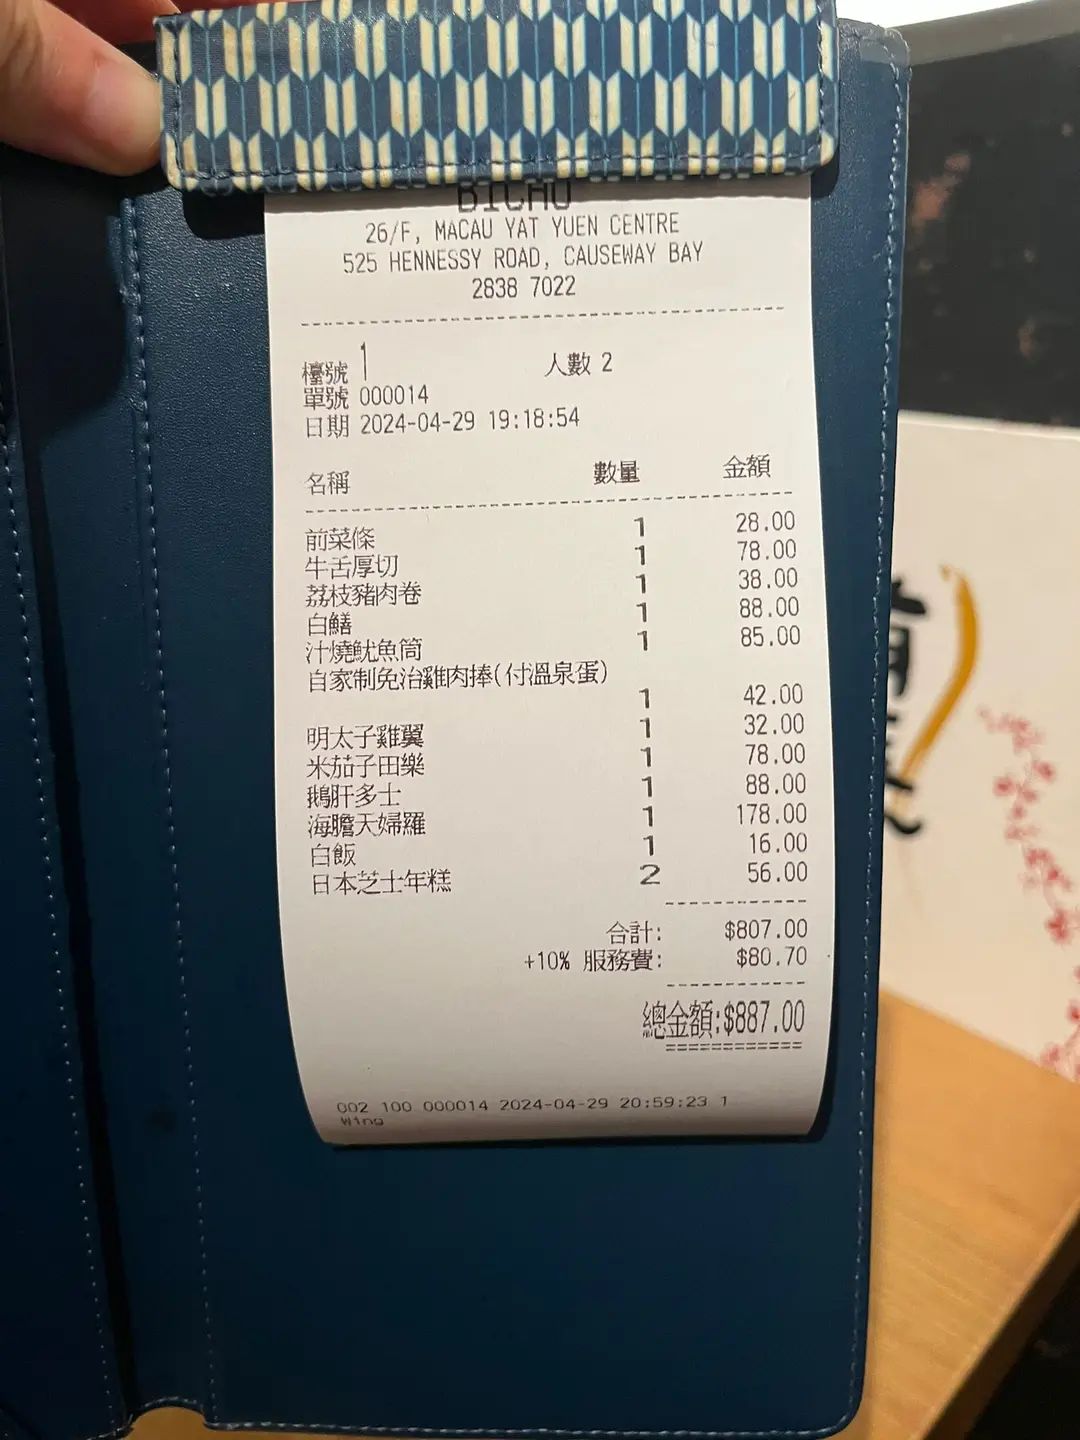 BICHO
26/F, MACAU YAT YUEN CENTRE
525 HENNESSY ROAD, CAUSEWAY BAY
2838 7022
檯號 1 人數 2
單號 000014
日期 2024-04-29 19:18:54
名稱 數量 金額
前菜條 1 28.00
牛舌厚切 1 78.00
荔枝豬肉卷 1 38.00
白鱔 1 88.00
汁燒魷魚筒 1 85.00
自家制免治雞肉捧(付溫泉蛋)
1 42.00
明太子雞翼 1 32.00
米茄子田樂 1 78.00
鵝肝多士 1 88.00
海膽天婦羅 1 178.00
白飯 1 16.00
日本芝士年糕 2 56.00
合計: $807.00
+10% 服務費: $80.70
總金額:$887.00
002 100 000014 2024-04-29 20:59:23 1
Wing